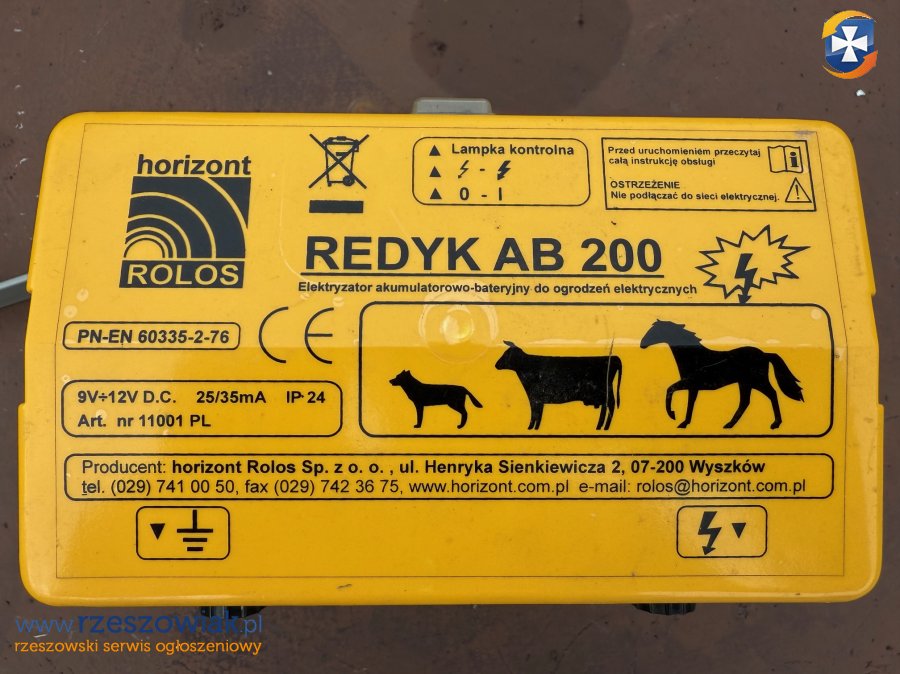 horizont
ROLOS
▲ Lampka kontrolna
▲ -
▲ 0 - I
Przed uruchomieniem przeczytaj
całą instrukcję obsługi
OSTRZEŻENIE
Nie podłączać do sieci elektrycznej.
REDYK AB 200
Elektryzator akumulatorowo-bateryjny do ogrodzeń elektrycznych
PN-EN 60335-2-76
CE
9V÷12V D.C. 25/35mA IP 24
Art. nr 11001 PL
Producent: horizont Rolos Sp. z o. o. , ul. Henryka Sienkiewicza 2, 07-200 Wyszków
tel. (029) 741 00 50, fax (029) 742 36 75, www.horizont.com.pl e-mail: rolos@horizont.com.pl
www.rzeszowiak.pl
rzeszowski serwis ogłoszeniowy